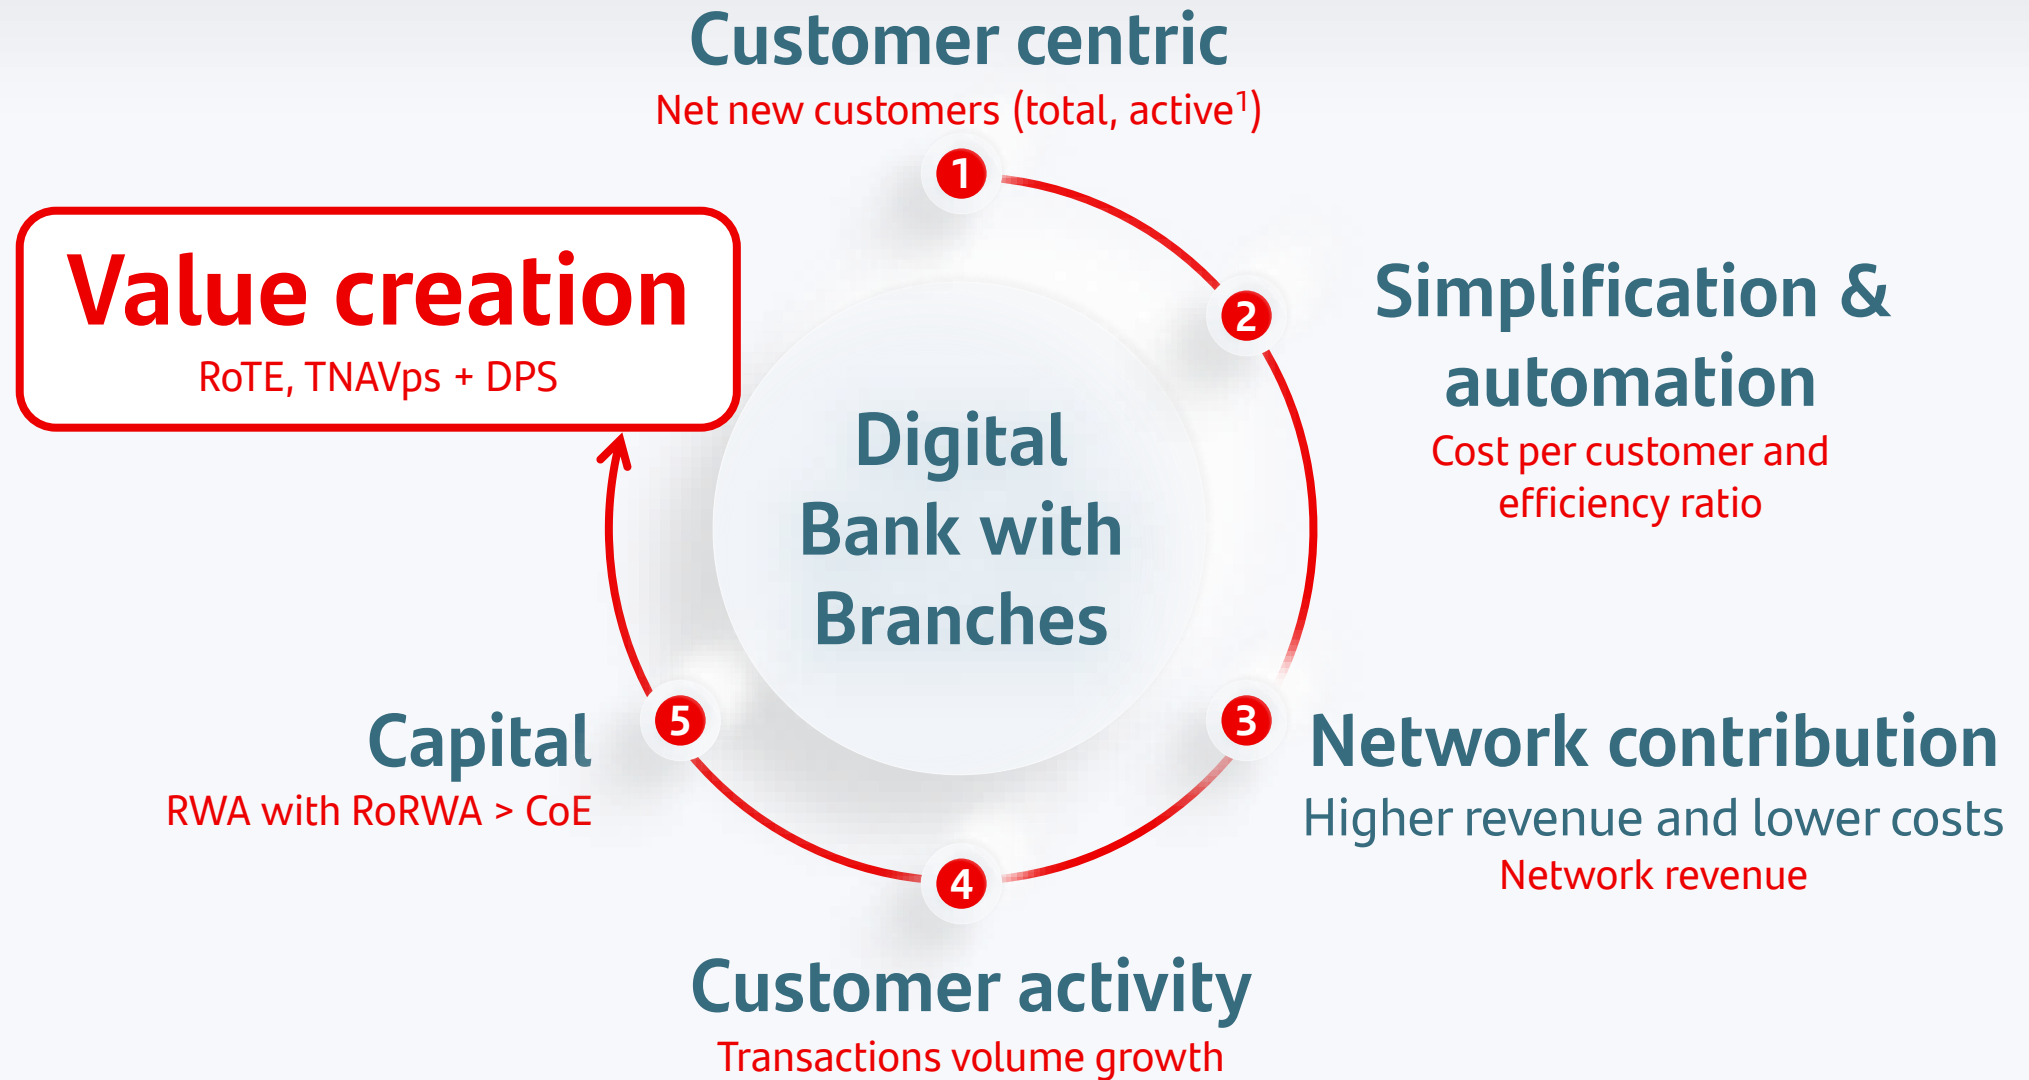 Customer centric
Net new customers (total, active¹)
1
Value creation
RoTE, TNAVps + DPS
2
Simplification &
automation
Cost per customer and
efficiency ratio
Digital
Bank with
Branches
3
Network contribution
Higher revenue and lower costs
Network revenue
4
Customer activity
Transactions volume growth
5
Capital
RWA with RoRWA > CoE